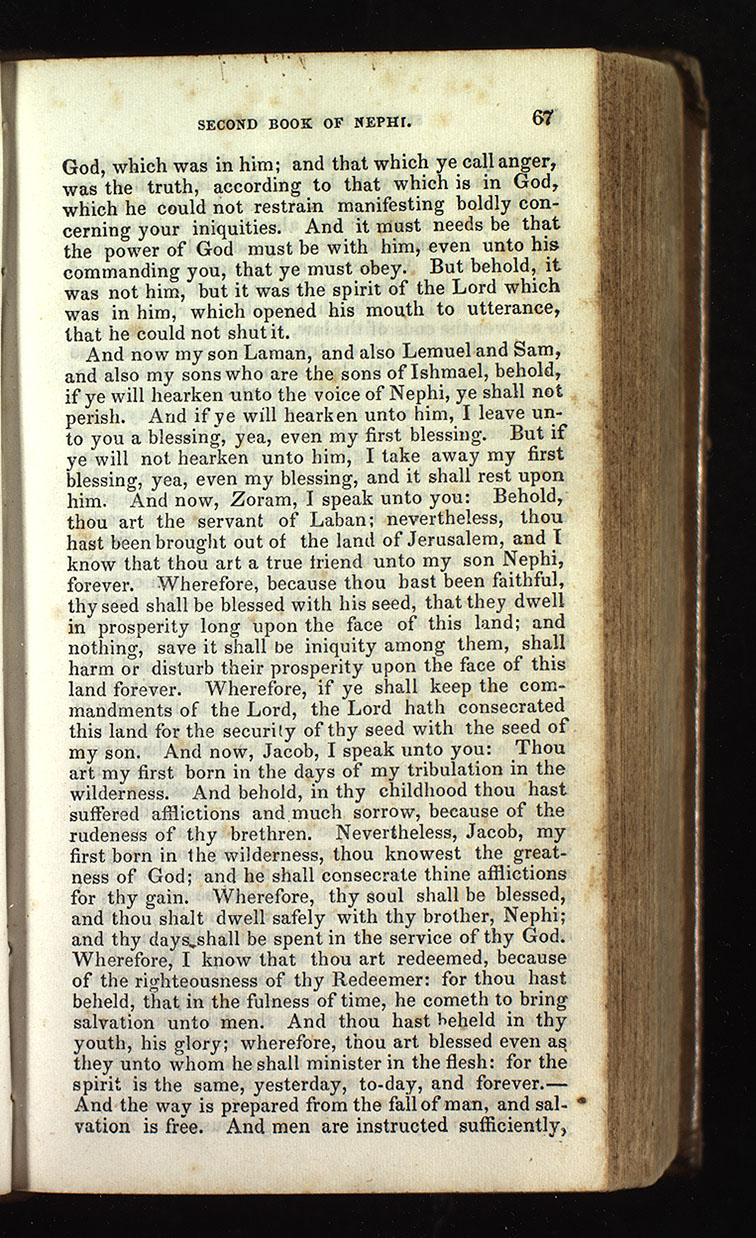 SECOND BOOK OF NEPHI. 67
God, which was in him; and that which ye call anger,
was the truth, according to that which is in God,
which he could not restrain manifesting boldly con-
cerning your iniquities. And it must needs be that
the power of God must be with him, even unto his
commanding you, that ye must obey. But behold, it
was not him, but it was the spirit of the Lord which
was in him, which opened his mouth to utterance,
that he could not shut it.
And now my son Laman, and also Lemuel and Sam,
and also my sons who are the sons of Ishmael, behold,
if ye will hearken unto the voice of Nephi, ye shall not
perish. And if ye will hearken unto him, I leave un-
to you a blessing, yea, even my first blessing. But if
ye will not hearken unto him, I take away my first
blessing, yea, even my blessing, and it shall rest upon
him. And now, Zoram, I speak unto you: Behold,
thou art the servant of Laban; nevertheless, thou
hast been brought out of the land of Jerusalem, and I
know that thou art a true friend unto my son Nephi,
forever. Wherefore, because thou hast been faithful,
thy seed shall be blessed with his seed, that they dwell
in prosperity long upon the face of this land; and
nothing, save it shall be iniquity among them, shall
harm or disturb their prosperity upon the face of this
land forever. Wherefore, if ye shall keep the com-
mandments of the Lord, the Lord hath consecrated
this land for the security of thy seed with the seed of
my son. And now, Jacob, I speak unto you: Thou
art my first born in the days of my tribulation in the
wilderness. And behold, in thy childhood thou hast
suffered afflictions and much sorrow, because of the
rudeness of thy brethren. Nevertheless, Jacob, my
first born in the wilderness, thou knowest the great-
ness of God; and he shall consecrate thine afflictions
for thy gain. Wherefore, thy soul shall be blessed,
and thou shalt dwell safely with thy brother, Nephi;
and thy days shall be spent in the service of thy God.
Wherefore, I know that thou art redeemed, because
of the righteousness of thy Redeemer: for thou hast
beheld, that in the fulness of time, he cometh to bring
salvation unto men. And thou hast beheld in thy
youth, his glory; wherefore, thou art blessed even as
they unto whom he shall minister in the flesh: for the
spirit is the same, yesterday, to-day, and forever.—
And the way is prepared from the fall of man, and sal-
vation is free. And men are instructed sufficiently,